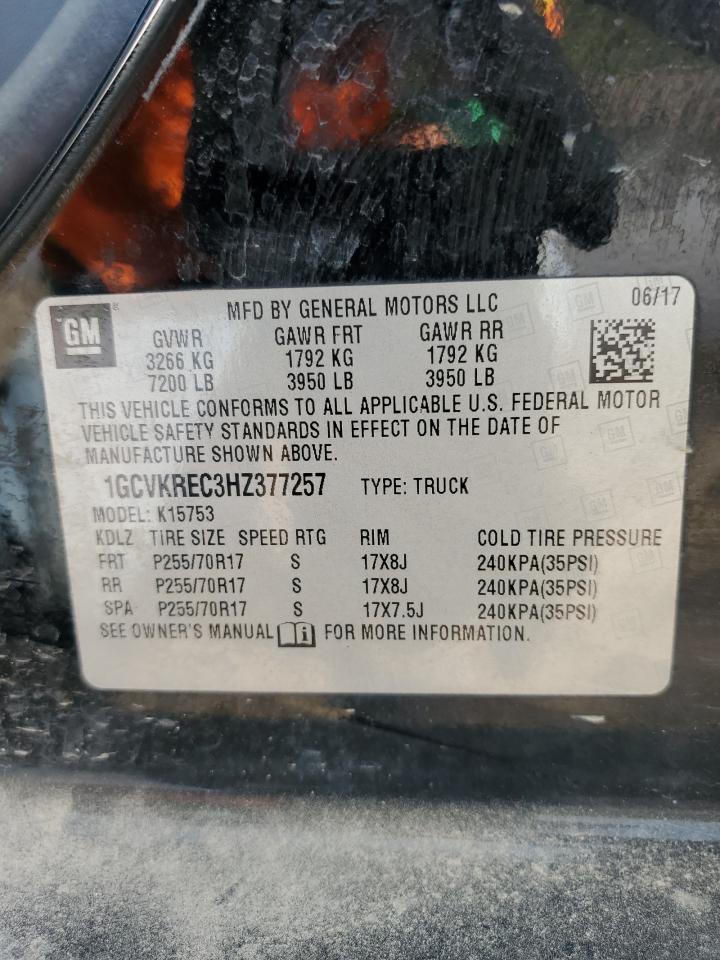 GM ® MFD BY GENERAL MOTORS LLC 06/17
GVWR GAWR FRT GAWR RR
3266 KG 1792 KG 1792 KG
7200 LB 3950 LB 3950 LB
THIS VEHICLE CONFORMS TO ALL APPLICABLE U.S. FEDERAL MOTOR
VEHICLE SAFETY STANDARDS IN EFFECT ON THE DATE OF
MANUFACTURE SHOWN ABOVE.
1GCVKREC3HZ377257 TYPE: TRUCK
MODEL: K15753
KDLZ TIRE SIZE SPEED RTG RIM COLD TIRE PRESSURE
FRT P255/70R17 S 17X8J 240KPA(35PSI)
RR P255/70R17 S 17X8J 240KPA(35PSI)
SPA P255/70R17 S 17X7.5J 240KPA(35PSI)
SEE OWNER'S MANUAL i FOR MORE INFORMATION.